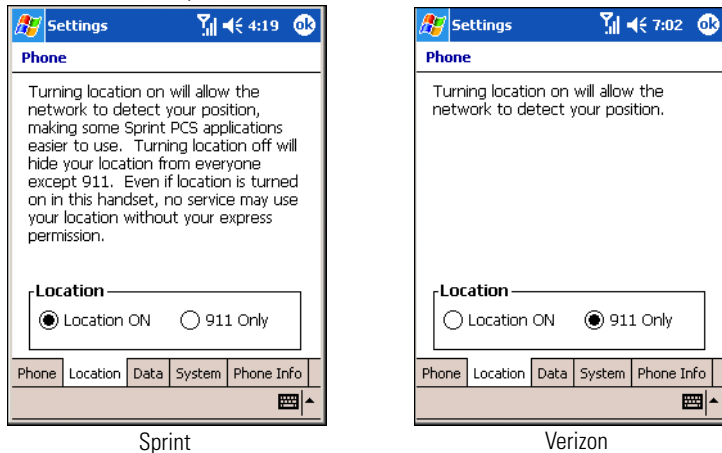 Settings 4:19 ok
Phone
Turning location on will allow the
network to detect your position,
making some Sprint PCS applications
easier to use. Turning location off will
hide your location from everyone
except 911. Even if location is turned
on in this handset, no service may use
your location without your express
permission.
Location
Location ON 911 Only
Phone Location Data System Phone Info
Sprint
Settings 7:02 ok
Phone
Turning location on will allow the
network to detect your position.
Location
Location ON 911 Only
Phone Location Data System Phone Info
Verizon